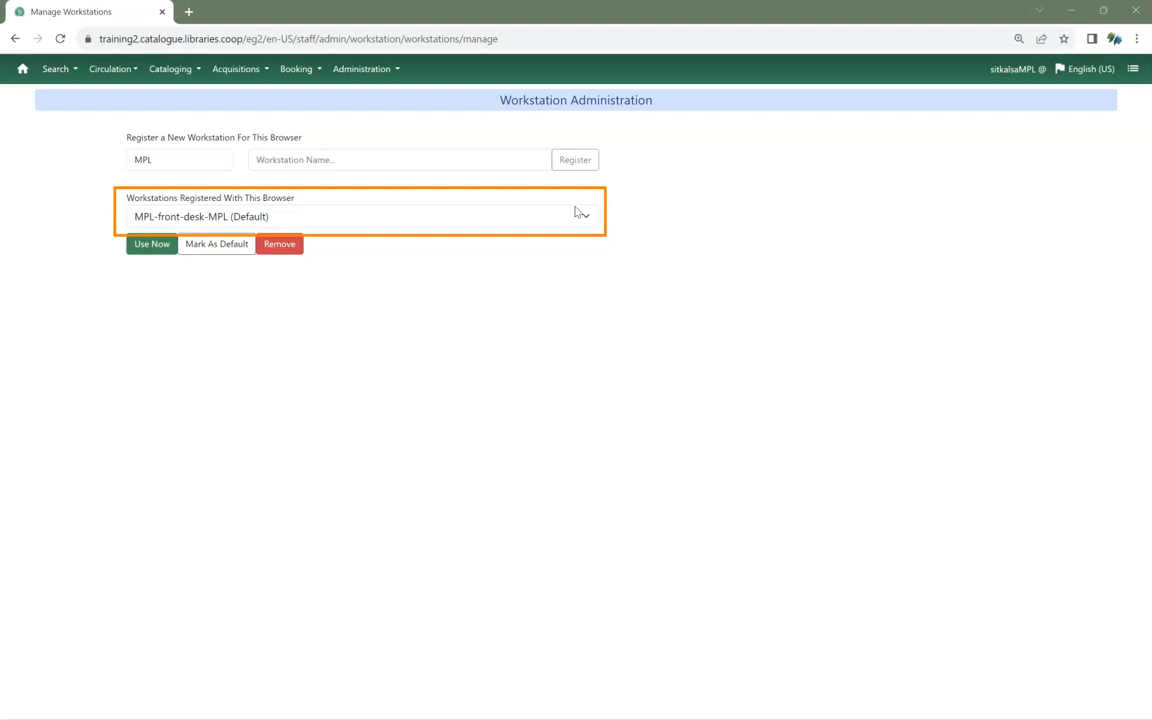 Manage Workstations
training2.catalogue.libraries.coop/eg2/en-US/staff/admin/workstation/workstations/manage
Search Circulation Cataloging Acquisitions Booking Administration sitkalsaMPL @ English (US)
Workstation Administration
Register a New Workstation For This Browser
MPL Workstation Name... Register
Workstations Registered With This Browser
MPL-front-desk-MPL (Default)
Use Now Mark As Default Remove